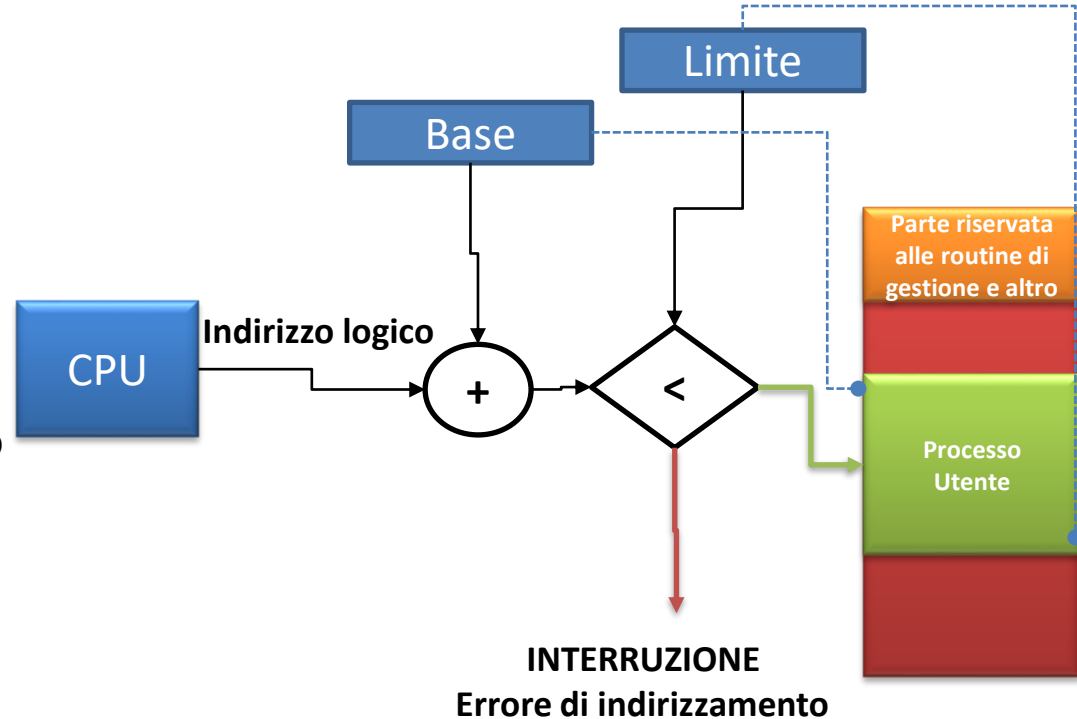 Limite
Base
Parte riservata
alle routine di
gestione e altro
Indirizzo logico
CPU
+
<
Processo
Utente
INTERRUZIONE
Errore di indirizzamento